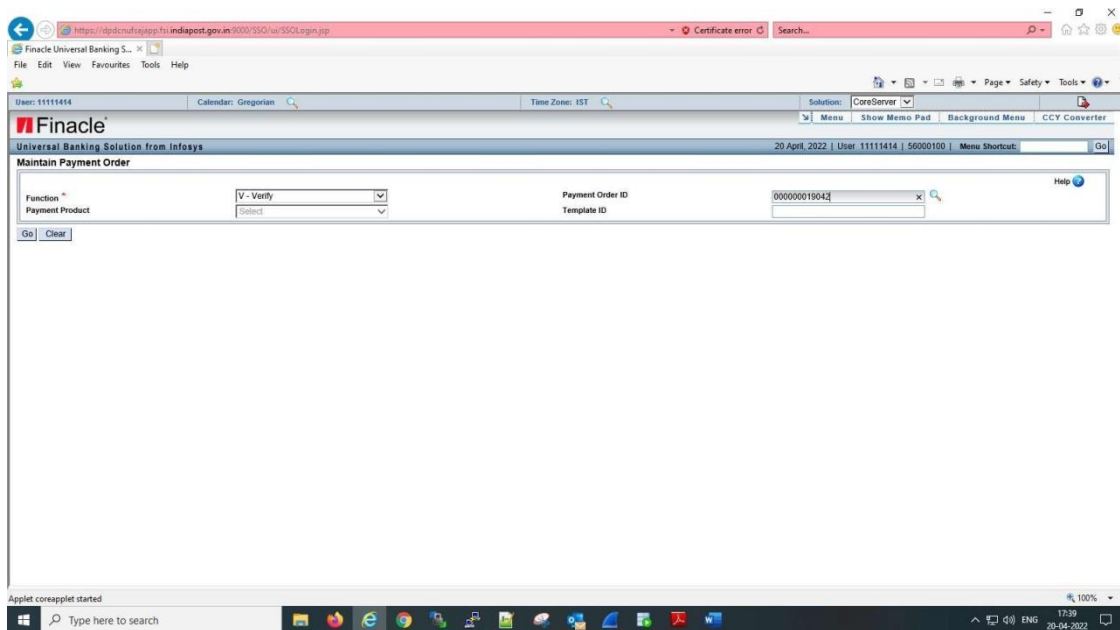 https://dpdcnufsajapp.fsi.indiapost.gov.in:9000/SSO/ui/SSOLogin.jsp Certificate error Search...
Finacle Universal Banking S...
File Edit View Favourites Tools Help
Page Safety Tools
User: 11111414 Calendar: Gregorian Time Zone: IST Solution: CoreServer
Menu Show Memo Pad Background Menu CCY Converter
Finacle
Universal Banking Solution from Infosys 20 April, 2022 | User 11111414 | 56000100 | Menu Shortcut: Go
Maintain Payment Order
Help
Function * V - Verify Payment Order ID 000000019042
Payment Product Select Template ID
Go Clear
Applet coreapplet started 100%
Type here to search ENG 17:39
20-04-2022